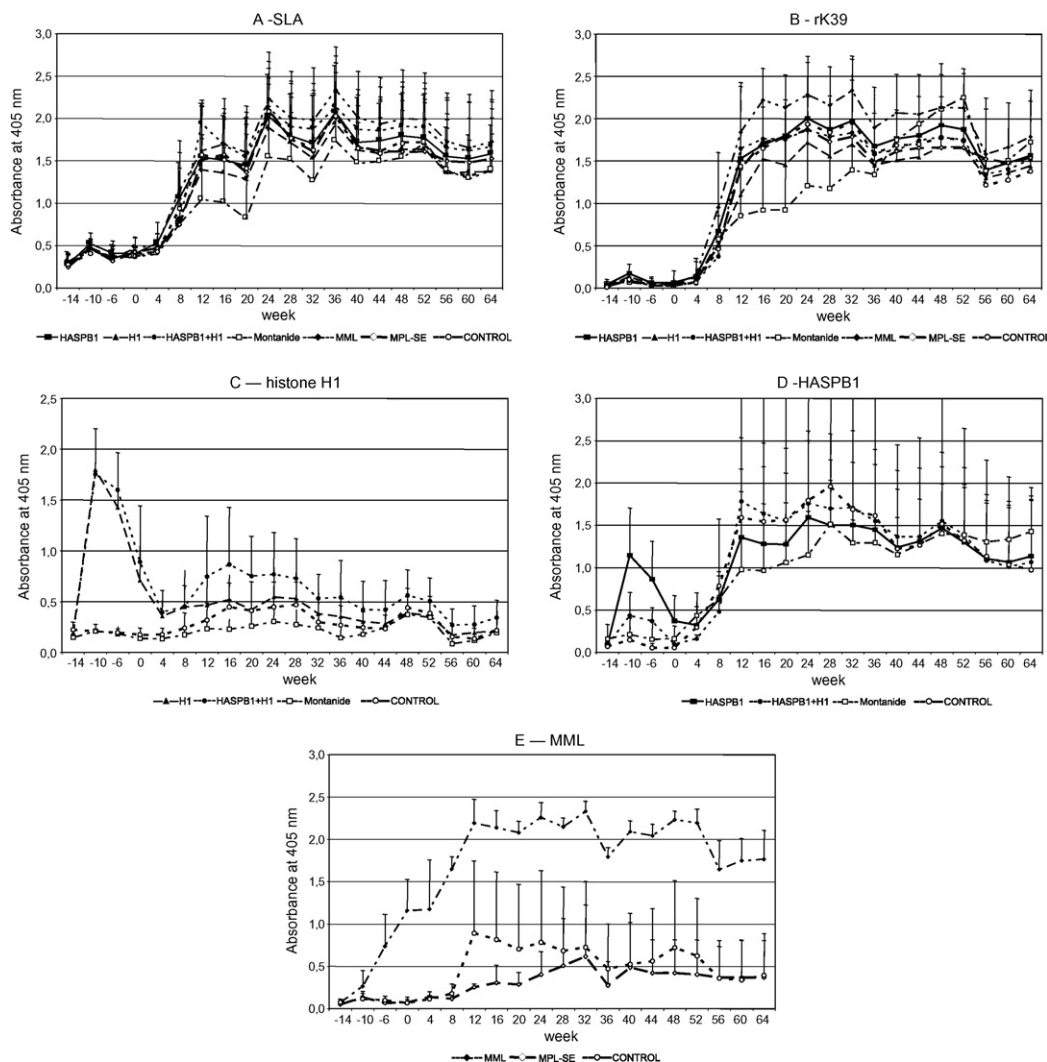 A -SLA
Absorbance at 405 nm
3,0
2,5
2,0
1,5
1,0
0,5
0,0
-14 -10 -6 0 4 8 12 16 20 24 28 32 36 40 44 48 52 56 60 64
week
HASPB1 H1 HASPB1+H1 Montanide MML MPL-SE CONTROL
B - rK39
Absorbance at 405 nm
3,0
2,5
2,0
1,5
1,0
0,5
0,0
-14 -10 -6 0 4 8 12 16 20 24 28 32 36 40 44 48 52 56 60 64
week
HASPB1 H1 HASPB1+H1 Montanide MML MPL-SE CONTROL
C — histone H1
Absorbance at 405 nm
2,5
2,0
1,5
1,0
0,5
0,0
-14 -10 -6 0 4 8 12 16 20 24 28 32 36 40 44 48 52 56 60 64
week
H1 HASPB1+H1 Montanide CONTROL
D -HASPB1
Absorbance at 405 nm
3,0
2,5
2,0
1,5
1,0
0,5
0,0
-14 -10 -6 0 4 8 12 16 20 24 28 32 36 40 44 48 52 56 60 64
week
HASPB1 HASPB1+H1 Montanide CONTROL
E — MML
Absorbance at 405 nm
3,0
2,5
2,0
1,5
1,0
0,5
0,0
-14 -10 -6 0 4 8 12 16 20 24 28 32 36 40 44 48 52 56 60 64
week
MML MPL-SE CONTROL